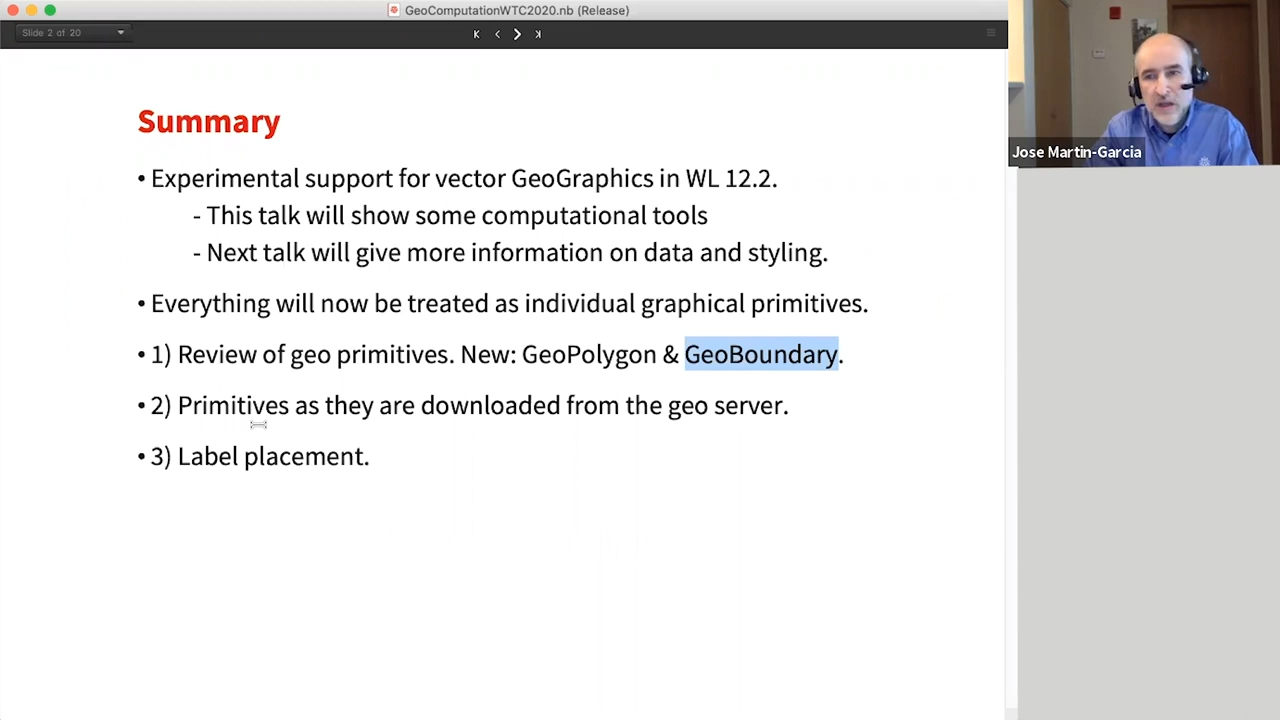 GeoComputationWTC2020.nb (Release)
Slide 2 of 20
Summary
• Experimental support for vector GeoGraphics in WL 12.2.
- This talk will show some computational tools
- Next talk will give more information on data and styling.
• Everything will now be treated as individual graphical primitives.
• 1) Review of geo primitives. New: GeoPolygon & GeoBoundary.
• 2) Primitives as they are downloaded from the geo server.
• 3) Label placement.
Jose Martin-Garcia